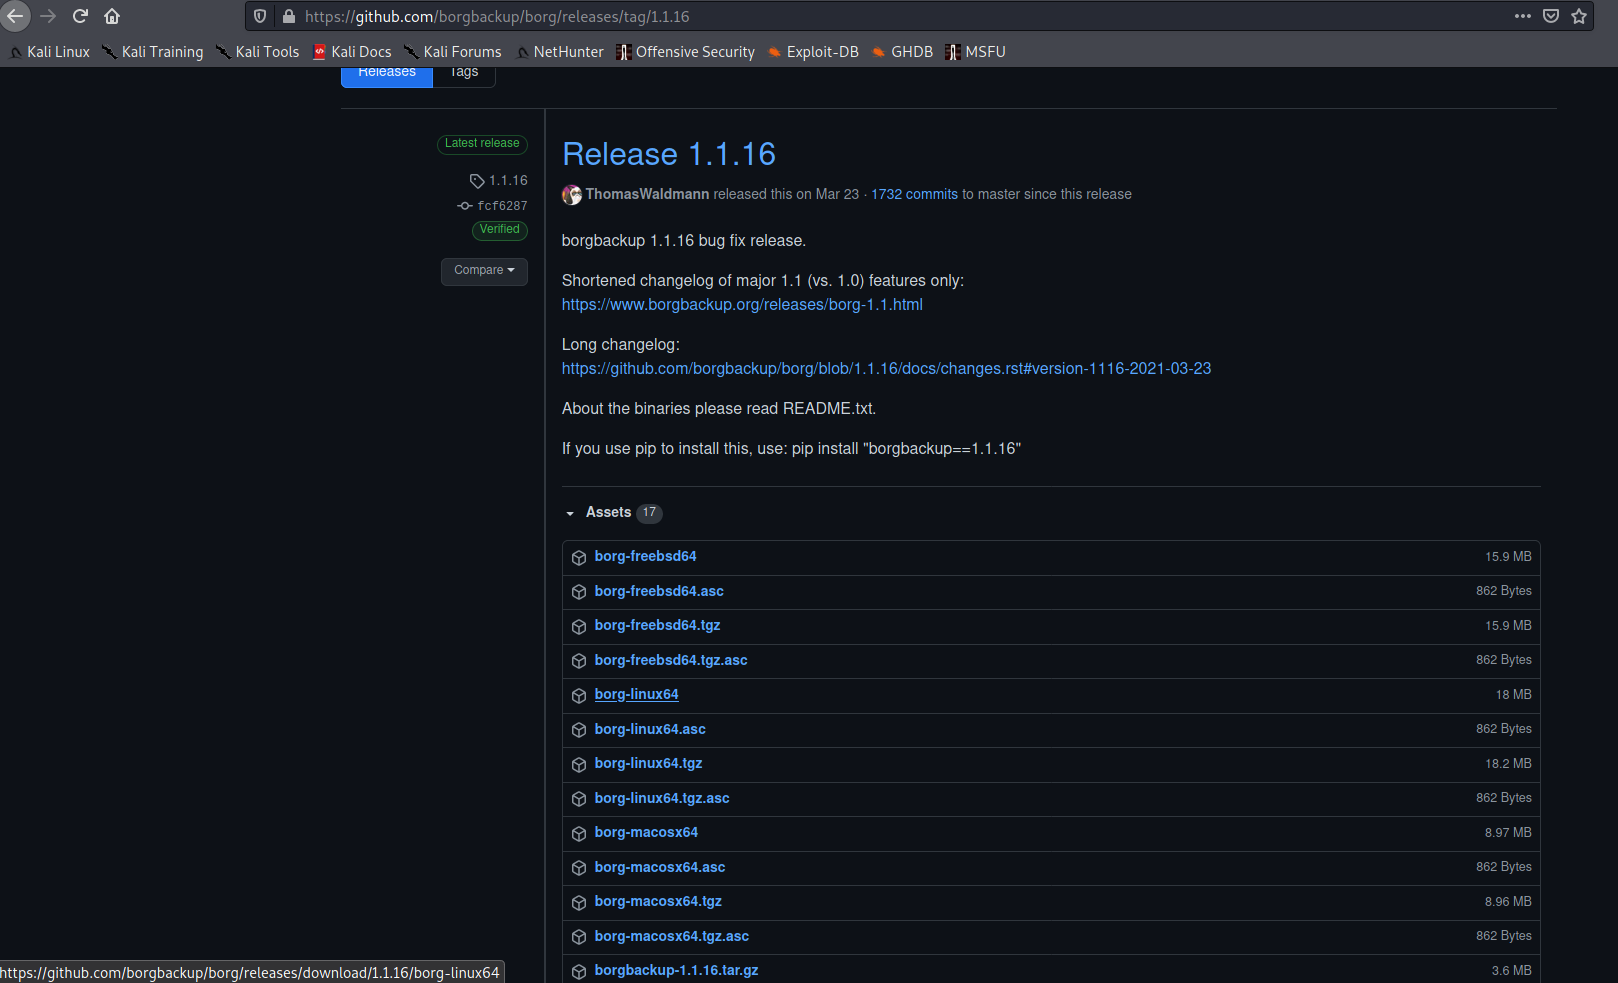 https://github.com/borgbackup/borg/releases/tag/1.1.16
Kali Linux Kali Training Kali Tools Kali Docs Kali Forums NetHunter Offensive Security Exploit-DB GHDB MSFU
Releases Tags
Latest release
1.1.16
fcf6287
Verified
Compare
Release 1.1.16
ThomasWaldmann released this on Mar 23 · 1732 commits to master since this release
borgbackup 1.1.16 bug fix release.
Shortened changelog of major 1.1 (vs. 1.0) features only:
https://www.borgbackup.org/releases/borg-1.1.html
Long changelog:
https://github.com/borgbackup/borg/blob/1.1.16/docs/changes.rst#version-1116-2021-03-23
About the binaries please read README.txt.
If you use pip to install this, use: pip install "borgbackup==1.1.16"
Assets 17
borg-freebsd64 15.9 MB
borg-freebsd64.asc 862 Bytes
borg-freebsd64.tgz 15.9 MB
borg-freebsd64.tgz.asc 862 Bytes
borg-linux64 18 MB
borg-linux64.asc 862 Bytes
borg-linux64.tgz 18.2 MB
borg-linux64.tgz.asc 862 Bytes
borg-macosx64 8.97 MB
borg-macosx64.asc 862 Bytes
borg-macosx64.tgz 8.96 MB
borg-macosx64.tgz.asc 862 Bytes
borgbackup-1.1.16.tar.gz 3.6 MB
https://github.com/borgbackup/borg/releases/download/1.1.16/borg-linux64